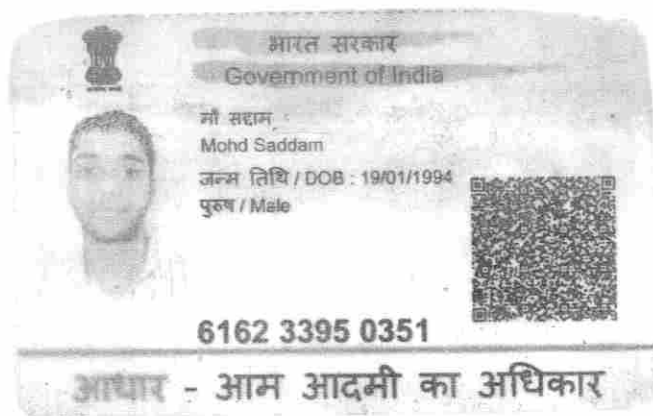 भारत सरकार
Government of India
मो सद्दाम
Mohd Saddam
जन्म तिथि / DOB : 19/01/1994
पुरुष / Male
6162 3395 0351
आधार - आम आदमी का अधिकार